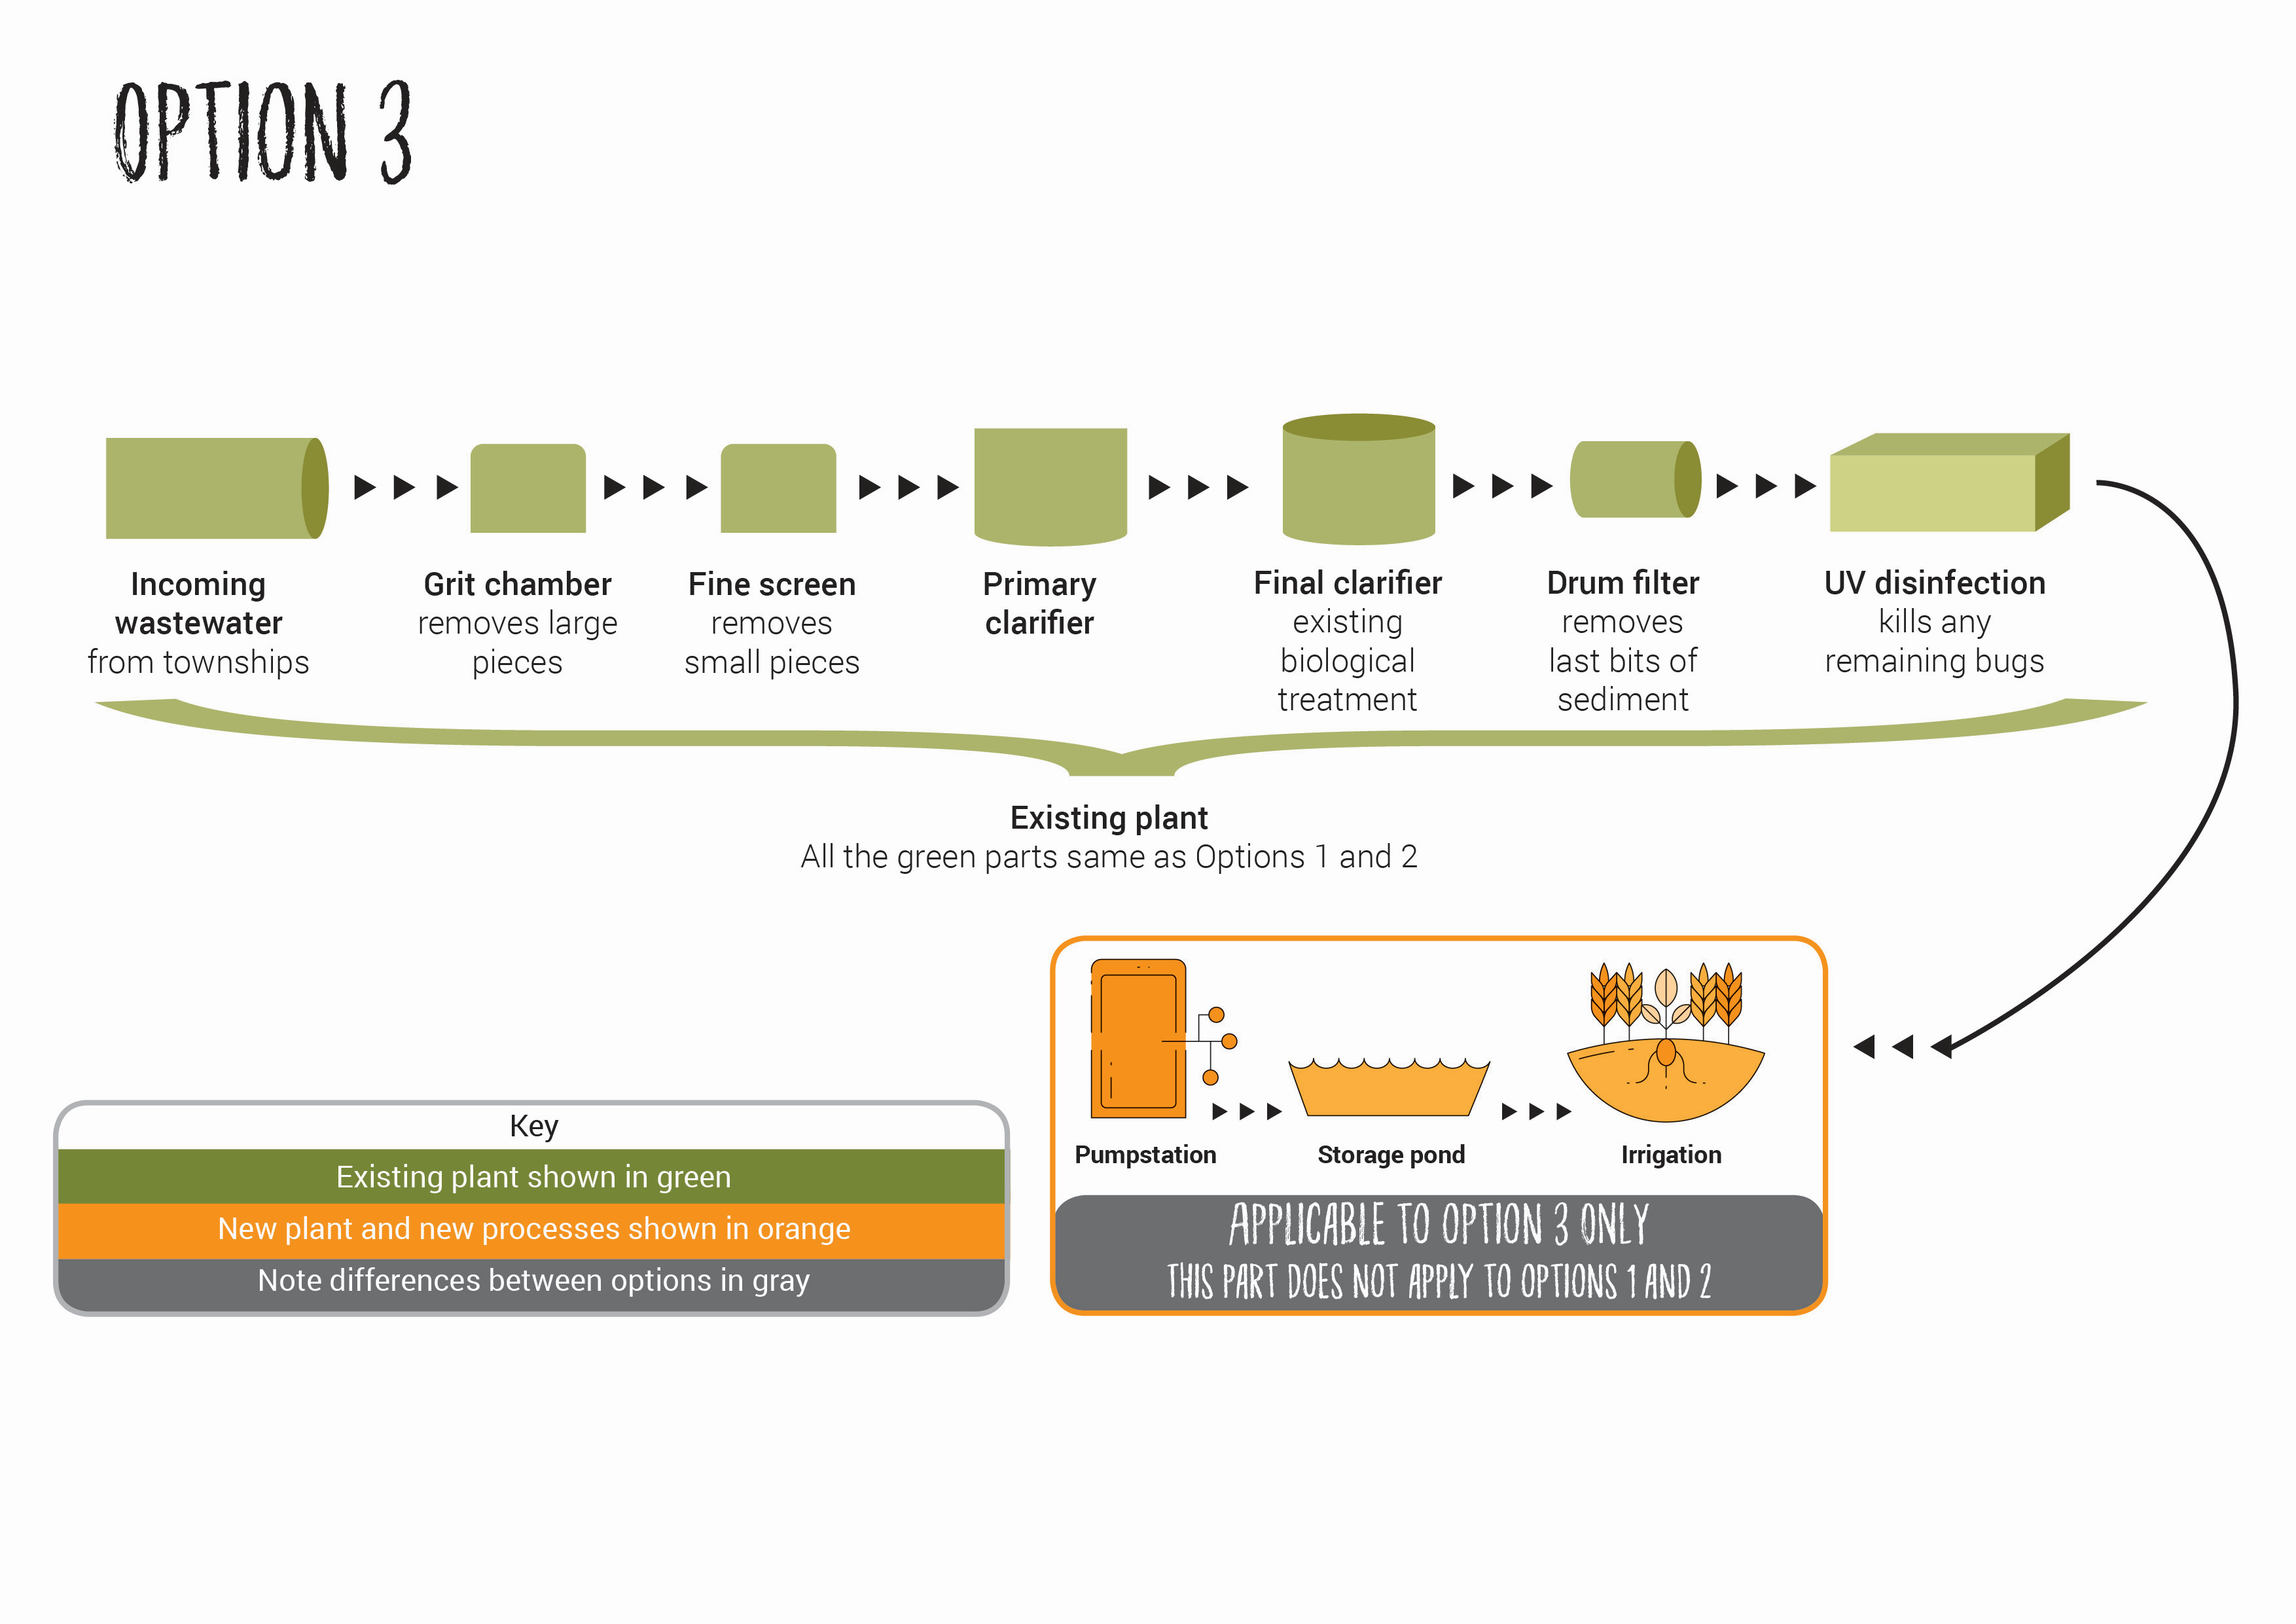 OPTION 3
Incoming
wastewater
from townships
Grit chamber
removes large
pieces
Fine screen
removes
small pieces
Primary
clarifier
Final clarifier
existing
biological
treatment
Drum filter
removes
last bits of
sediment
UV disinfection
kills any
remaining bugs
Existing plant
All the green parts same as Options 1 and 2
Key
Existing plant shown in green
New plant and new processes shown in orange
Note differences between options in gray
Pumpstation
Storage pond
Irrigation
APPLICABLE TO OPTION 3 ONLY
THIS PART DOES NOT APPLY TO OPTIONS 1 AND 2